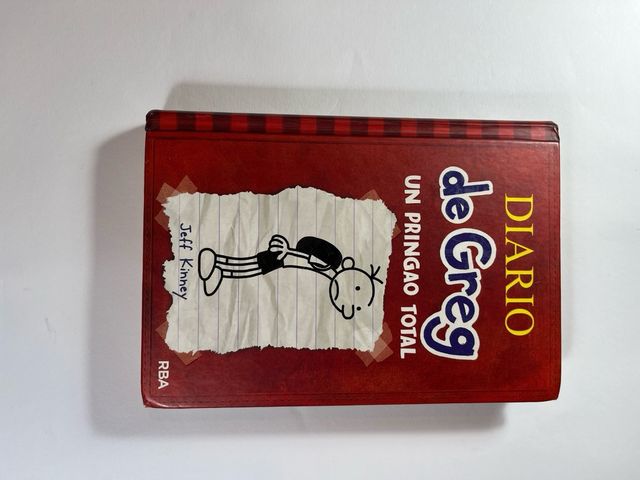 DIARIO
de Greg
UN PRINGAO TOTAL
Jeff Kinney
RBA